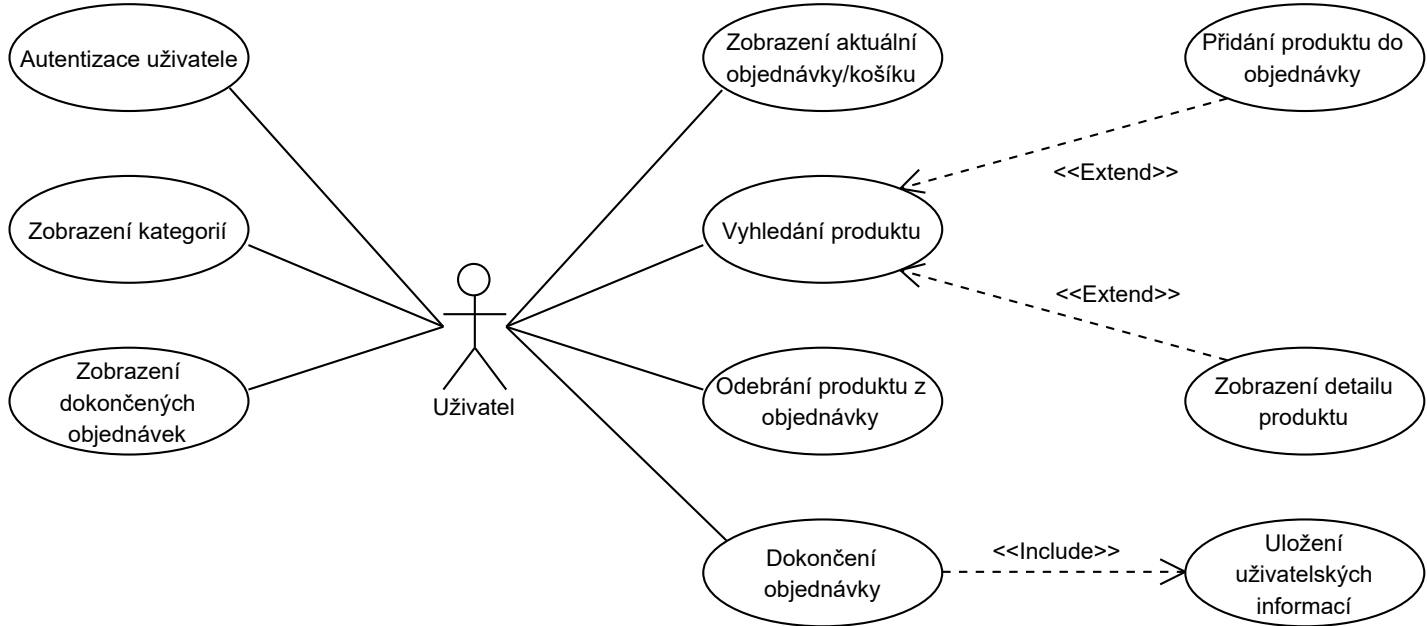 Autentizace uživatele
Zobrazení aktuální
objednávky/košíku
Přidání produktu do
objednávky
<<Extend>>
Zobrazení kategorií
Vyhledání produktu
<<Extend>>
Zobrazení
dokončených
objednávek
Uživatel
Odebrání produktu z
objednávky
Zobrazení detailu
produktu
Dokončení
objednávky
<<Include>>
Uložení
uživatelských
informací